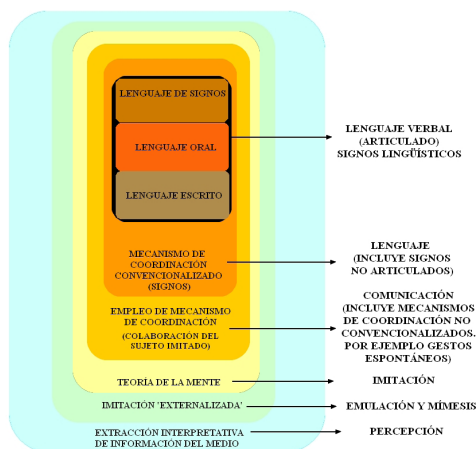 LENGUAJE DE SIGNOS
LENGUAJE ORAL
LENGUAJE ESCRITO
LENGUAJE VERBAL
(ARTICULADO)
SIGNOS LINGÜÍSTICOS
MECANISMO DE
COORDINACIÓN
CONVENCIONALIZADO
(SIGNOS)
LENGUAJE
(INCLUYE SIGNOS
NO ARTICULADOS)
EMPLEO DE MECANISMO
DE COORDINACIÓN
(COLABORACIÓN DEL
SUJETO IMITADO)
COMUNICACIÓN
(INCLUYE MECANISMOS
DE COORDINACIÓN NO
CONVENCIONALIZADOS.
POR EJEMPLO GESTOS
ESPONTÁNEOS)
TEORÍA DE LA MENTE
IMITACIÓN
IMITACIÓN 'EXTERNALIZADA'
EMULACIÓN Y MÍMESIS
EXTRACCIÓN INTERPRETATIVA
DE INFORMACIÓN DEL MEDIO
PERCEPCIÓN